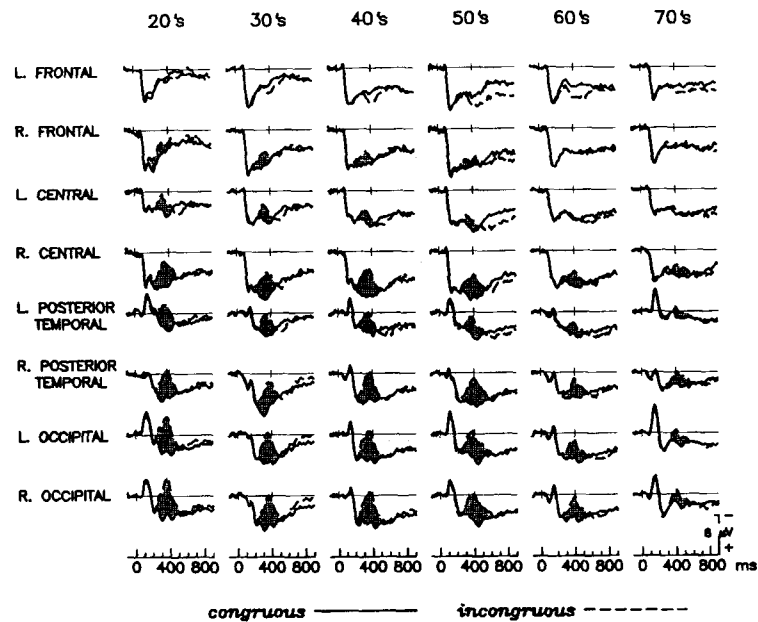 20's 30's 40's 50's 60's 70's
L. FRONTAL
R. FRONTAL
L. CENTRAL
R. CENTRAL
L. POSTERIOR
TEMPORAL
R. POSTERIOR
TEMPORAL
L. OCCIPITAL
R. OCCIPITAL
−
8 μV
+
0 400 800 0 400 800 0 400 800 0 400 800 0 400 800 0 400 800 ms
congruous incongruous